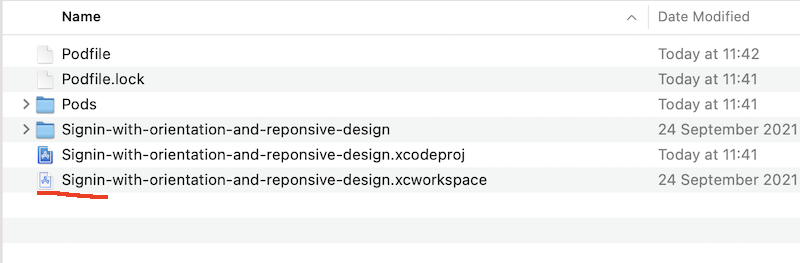 Name Date Modified
Podfile Today at 11:42
Podfile.lock Today at 11:41
Pods Today at 11:41
Signin-with-orientation-and-reponsive-design 24 September 2021
Signin-with-orientation-and-reponsive-design.xcodeproj Today at 11:41
Signin-with-orientation-and-reponsive-design.xcworkspace 24 September 2021